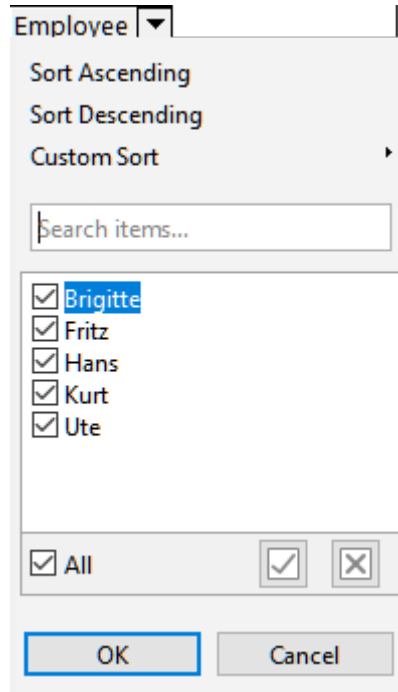 Employee
Sort Ascending
Sort Descending
Custom Sort
Search items...
Brigitte
Fritz
Hans
Kurt
Ute
All
OK Cancel